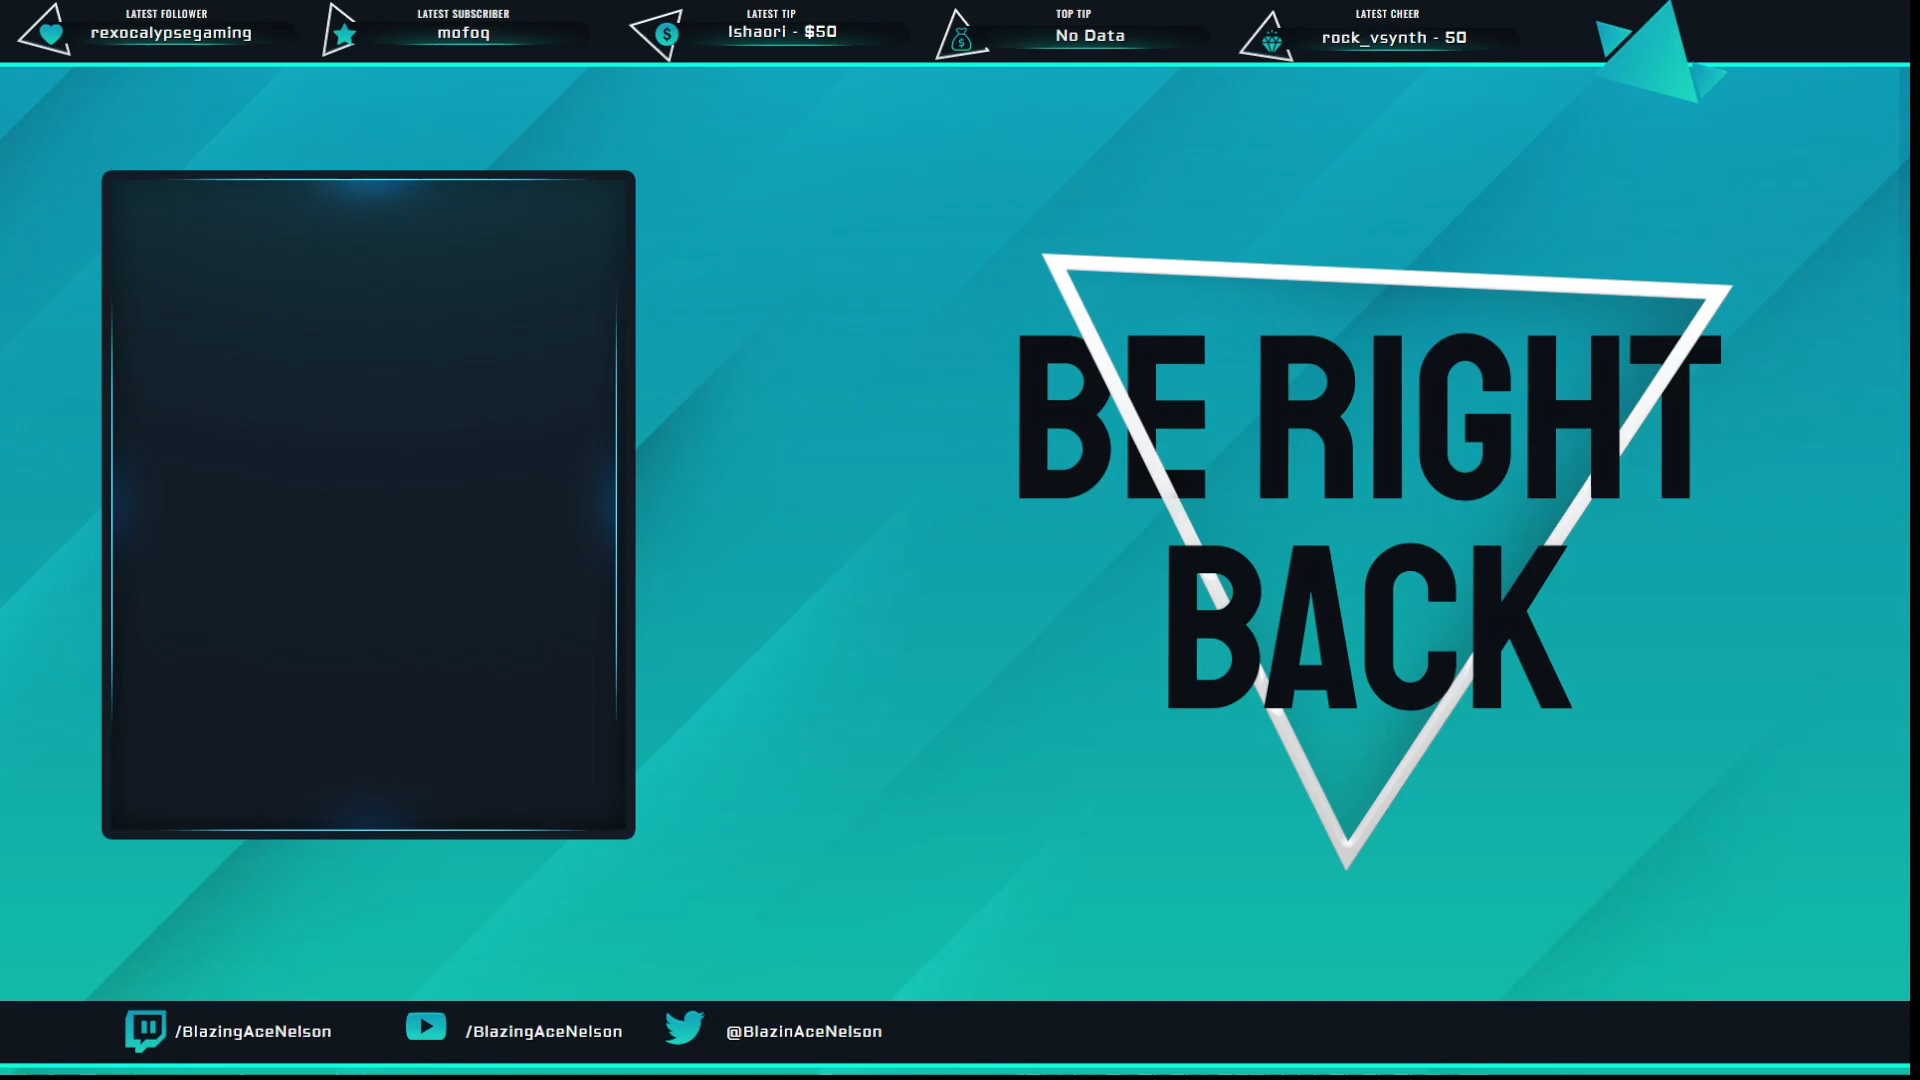 LATEST FOLLOWER
rexocalypsegaming
LATEST SUBSCRIBER
mofoq
LATEST TIP
Ishaori - $50
TOP TIP
No Data
LATEST CHEER
rock_vsynth - 50
BE RIGHT
BACK
/BlazingAceNelson
/BlazingAceNelson
@BlazinAceNelson